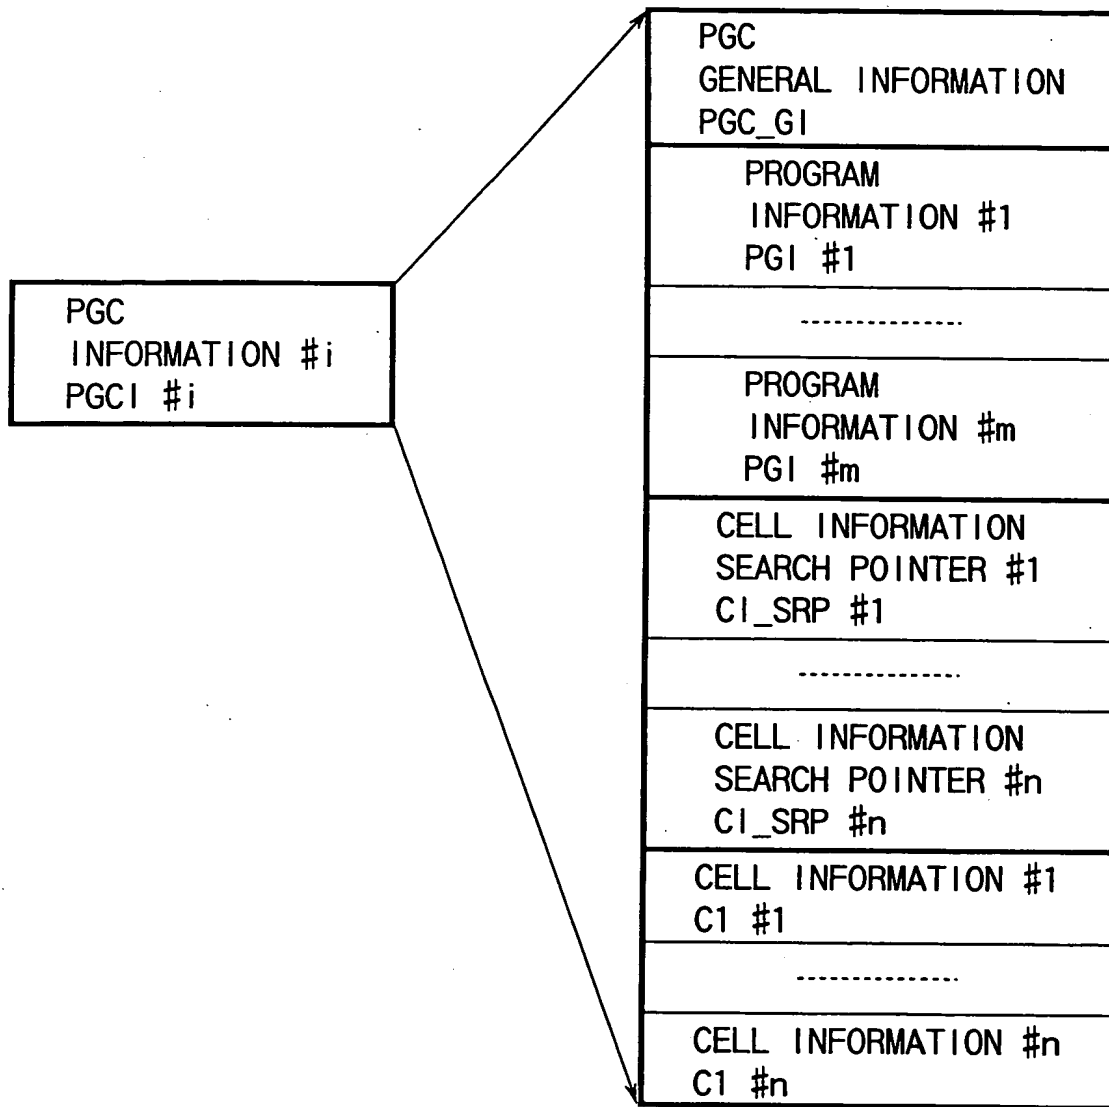 PGC
GENERAL INFORMATION
PGC_GI
PROGRAM
INFORMATION #1
PGI #1
PGC
INFORMATION #i
PGCI #i
PROGRAM
INFORMATION #m
PGI #m
CELL INFORMATION
SEARCH POINTER #1
CI_SRP #1
CELL INFORMATION
SEARCH POINTER #n
CI_SRP #n
CELL INFORMATION #1
C1 #1
CELL INFORMATION #n
C1 #n